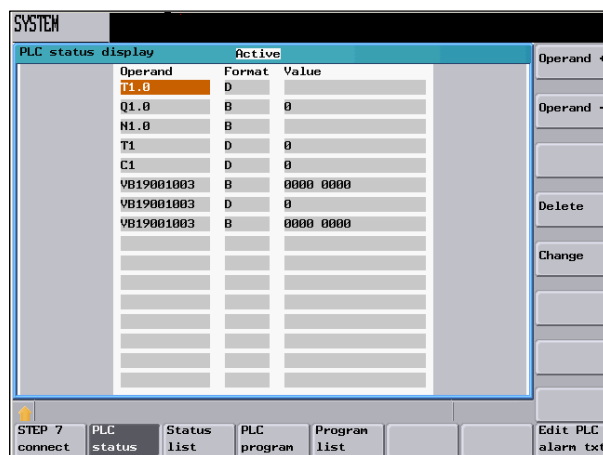 SYSTEM
PLC status display Active
Operand Format Value
T1.0 D
Q1.0 B 0
N1.0 B
T1 D 0
C1 D 0
VB19001003 B 0000 0000
VB19001003 D 0
VB19001003 B 0000 0000
Operand +
Operand -
Delete
Change
STEP 7 connect
PLC status
Status list
PLC program
Program list
Edit PLC alarm txt